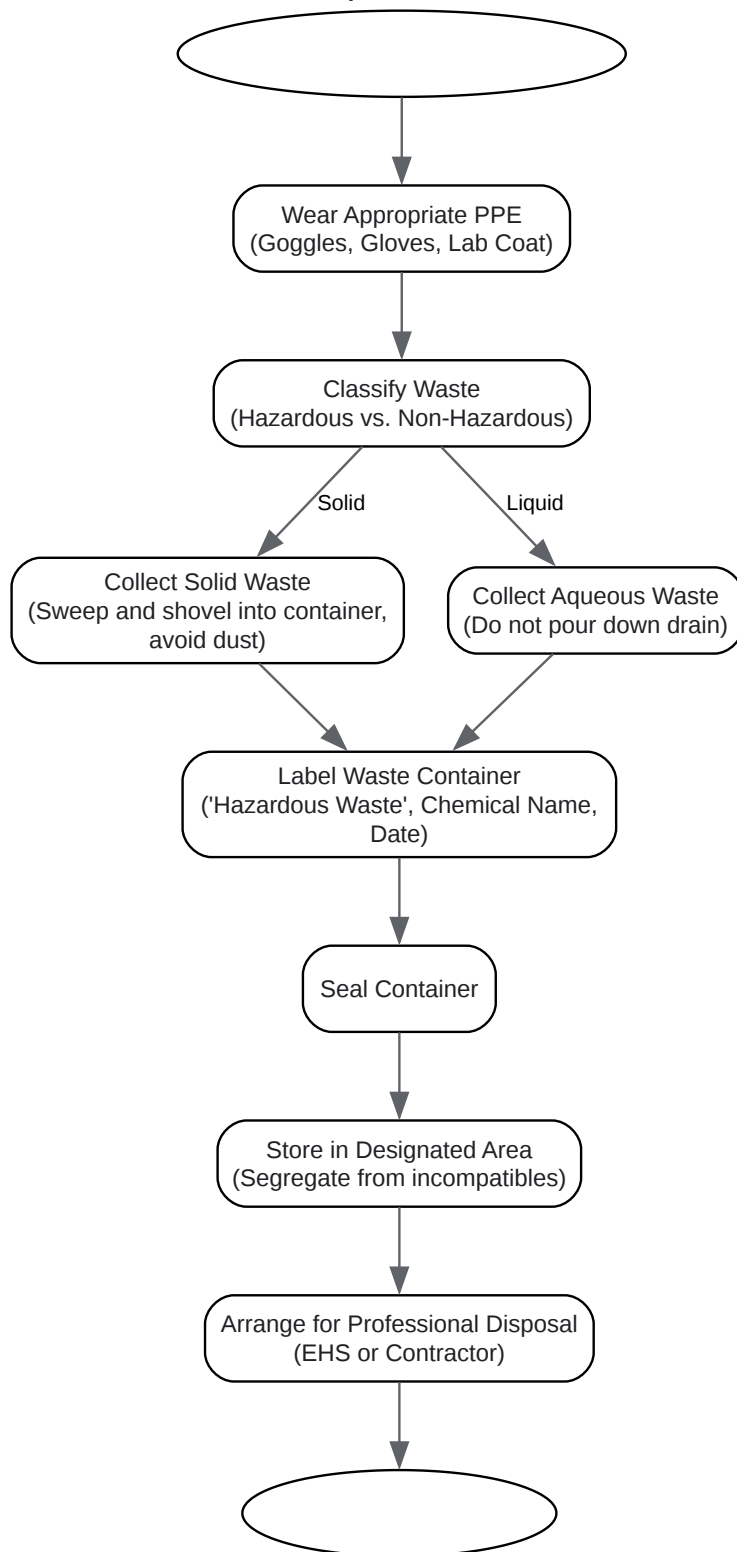 Wear Appropriate PPE
(Goggles, Gloves, Lab Coat)
Classify Waste
(Hazardous vs. Non-Hazardous)
Solid
Liquid
Collect Solid Waste
(Sweep and shovel into container,
avoid dust)
Collect Aqueous Waste
(Do not pour down drain)
Label Waste Container
('Hazardous Waste', Chemical Name,
Date)
Seal Container
Store in Designated Area
(Segregate from incompatibles)
Arrange for Professional Disposal
(EHS or Contractor)